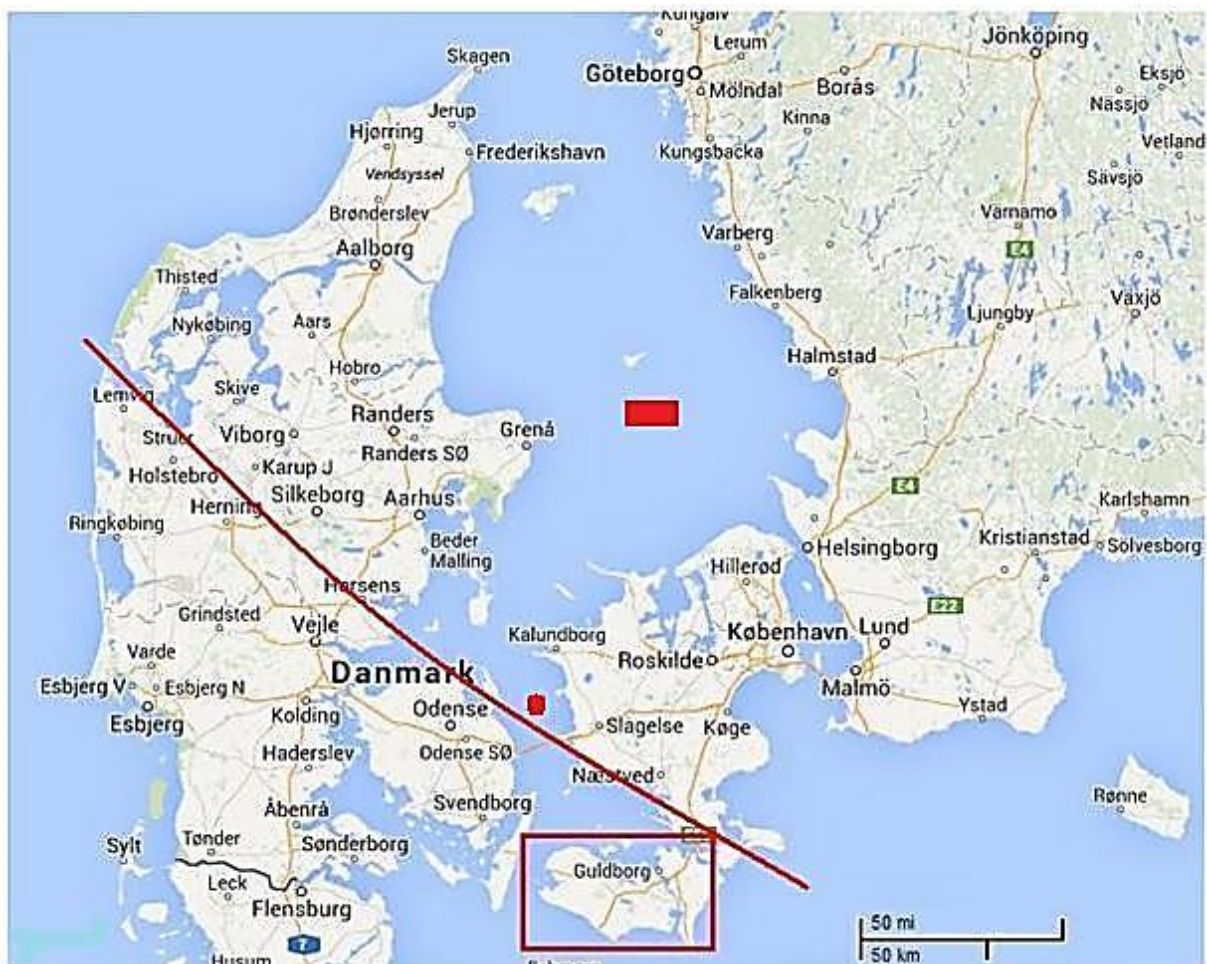 Kungälv
Lerum
Jönköping
Skagen
Göteborg
Mölndal
Borås
Eksjö
Nässjö
Jerup
Kinna
Hjørring
Frederikshavn
Kungsbacka
Vetland
Vendsyssel
Sävsjö
Brønderslev
Varnamo
Varberg
Aalborg
E4
Thisted
Falkenberg
Växjö
Nykøbing
Aars
Ljungby
Halmstad
Hobro
Skive
Lemvig
Randers
Grenå
Struer
Viborg
Randers SØ
Holstebro
Karup J
E4
Silkeborg
Aarhus
Karlshamn
Herning
Ringkøbing
Kristianstad
Beder
Malling
Helsingborg
Sölvesborg
Hillerød
Horsens
E22
Grindsted
Vejle
Kalundborg
København
Lund
Varde
Danmark
Roskilde
Esbjerg V
Esbjerg N
Malmö
Esbjerg
Kolding
Odense
Slagelse
Køge
Ystad
Haderslev
Odense SØ
Næstved
Rønne
Åbenrå
Svendborg
Sylt
Tønder
Sønderborg
Guldborg
Leck
Flensburg
50 mi
7
50 km
Husum